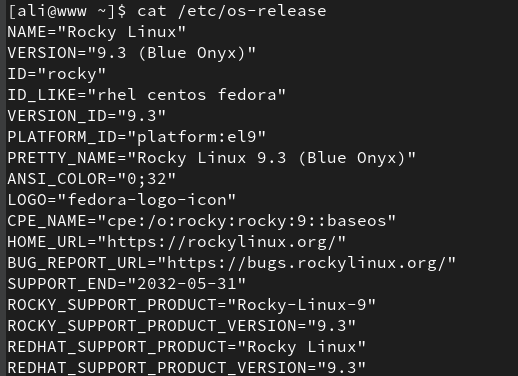 [ali@www ~]$ cat /etc/os-release
NAME="Rocky Linux"
VERSION="9.3 (Blue Onyx)"
ID="rocky"
ID_LIKE="rhel centos fedora"
VERSION_ID="9.3"
PLATFORM_ID="platform:el9"
PRETTY_NAME="Rocky Linux 9.3 (Blue Onyx)"
ANSI_COLOR="0;32"
LOGO="fedora-logo-icon"
CPE_NAME="cpe:/o:rocky:rocky:9::baseos"
HOME_URL="https://rockylinux.org/"
BUG_REPORT_URL="https://bugs.rockylinux.org/"
SUPPORT_END="2032-05-31"
ROCKY_SUPPORT_PRODUCT="Rocky-Linux-9"
ROCKY_SUPPORT_PRODUCT_VERSION="9.3"
REDHAT_SUPPORT_PRODUCT="Rocky Linux"
REDHAT_SUPPORT_PRODUCT_VERSION="9.3"